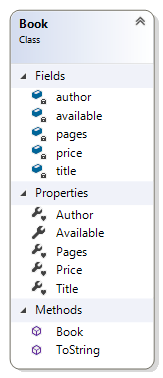 Book
Class
Fields
author
available
pages
price
title
Properties
Author
Available
Pages
Price
Title
Methods
Book
ToString